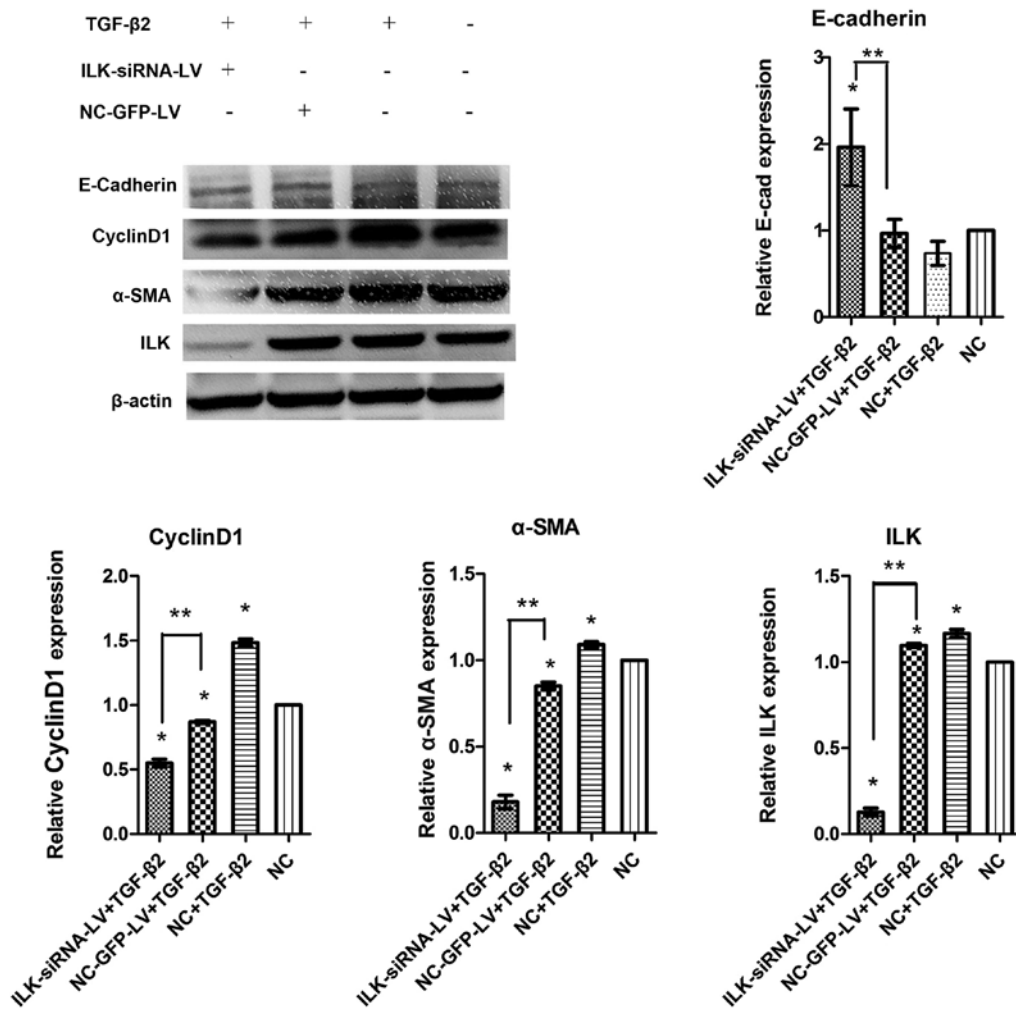 TGF-β2 + + + -
ILK-siRNA-LV + - - -
NC-GFP-LV - + - -
E-Cadherin
CyclinD1
α-SMA
ILK
β-actin
E-cadherin
Relative E-cad expression
3
2
1
0
*
**
ILK-siRNA-LV+TGF-β2
NC-GFP-LV+TGF-β2
NC+TGF-β2
NC
CyclinD1
Relative CyclinD1 expression
2.0
1.5
1.0
0.5
0.0
*
**
*
*
ILK-siRNA-LV+TGF-β2
NC-GFP-LV+TGF-β2
NC+TGF-β2
NC
α-SMA
Relative α-SMA expression
1.5
1.0
0.5
0.0
*
**
*
*
ILK-siRNA-LV+TGF-β2
NC-GFP-LV+TGF-β2
NC+TGF-β2
NC
ILK
Relative ILK expression
1.5
1.0
0.5
0.0
*
**
*
*
ILK-siRNA-LV+TGF-β2
NC-GFP-LV+TGF-β2
NC+TGF-β2
NC